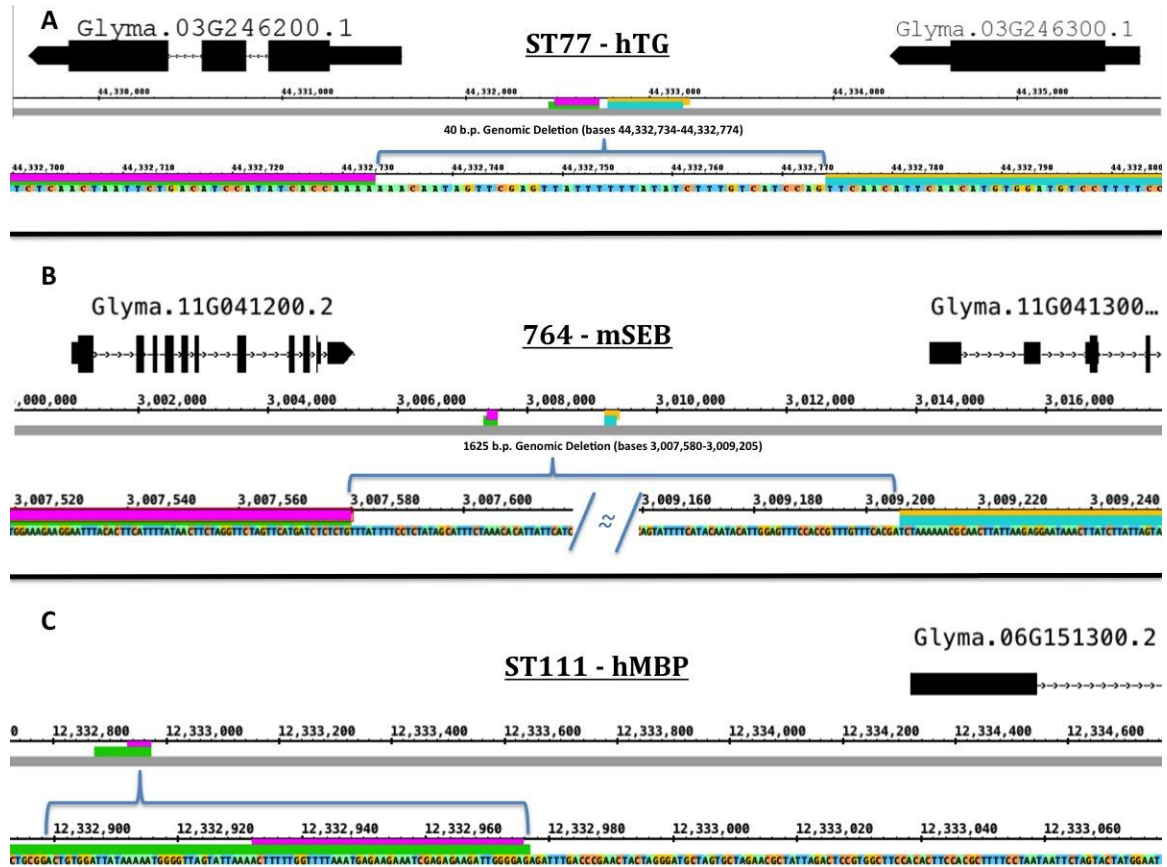 A
Glyma.03G246200.1
ST77 - hTG
Glyma.03G246300.1
44,330,000 44,331,000 44,332,000 44,333,000 44,334,000 44,335,000
40 b.p. Genomic Deletion (bases 44,332,734-44,332,774)
44,332,700 44,332,710 44,332,720 44,332,730 44,332,740 44,332,750 44,332,760 44,332,770 44,332,780 44,332,790 44,332,800
TCTCAACTAATTCTGACATCCATATCACCAAAAAAACAATAGTTCGAGTTATTTTTTATATCTTTGTCATCCAGTTCAACATTCAACATGTGGATGTCCTTTTCC
B
Glyma.11G041200.2
Glyma.11G041300…
764 - mSEB
,000,000 3,002,000 3,004,000 3,006,000 3,008,000 3,010,000 3,012,000 3,014,000 3,016,000
1625 b.p. Genomic Deletion (bases 3,007,580-3,009,205)
3,007,520 3,007,540 3,007,560 3,007,580 3,007,600 3,009,160 3,009,180 3,009,200 3,009,220 3,009,240
≈
C
Glyma.06G151300.2
ST111 - hMBP
0 12,332,800 12,333,000 12,333,200 12,333,400 12,333,600 12,333,800 12,334,000 12,334,200 12,334,400 12,334,600
12,332,900 12,332,920 12,332,940 12,332,960 12,332,980 12,333,000 12,333,020 12,333,040 12,333,060